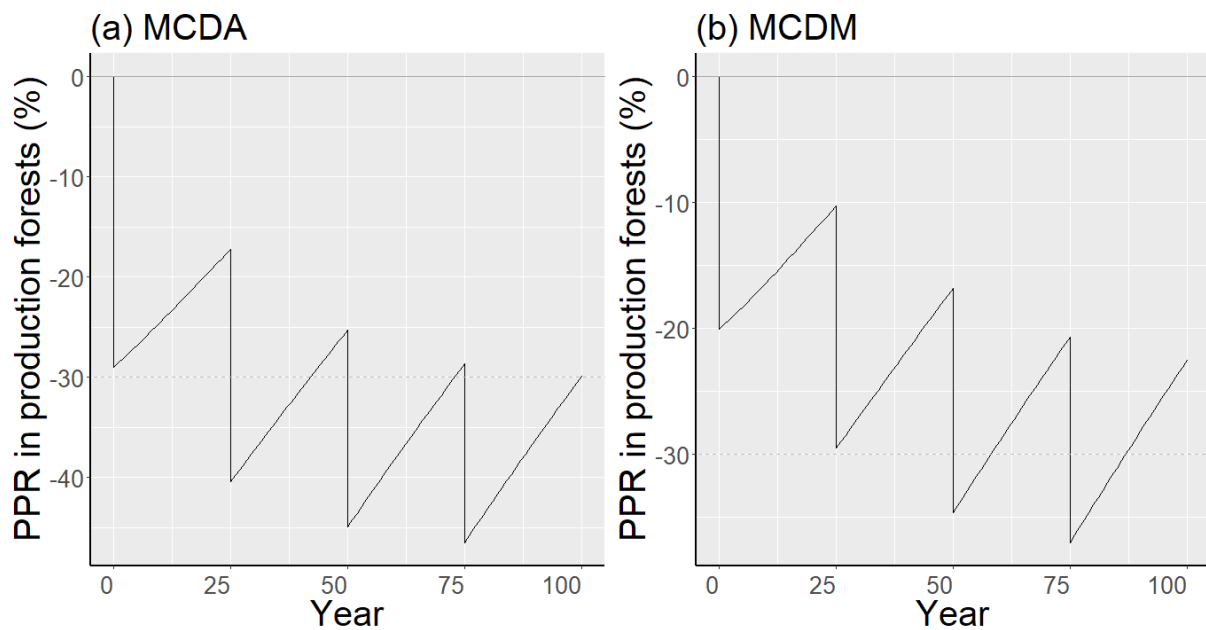 (a) MCDA
PPR in production forests (%)
0
-10
-20
-30
-40
0 25 50 75 100
Year
(b) MCDM
PPR in production forests (%)
0
-10
-20
-30
0 25 50 75 100
Year